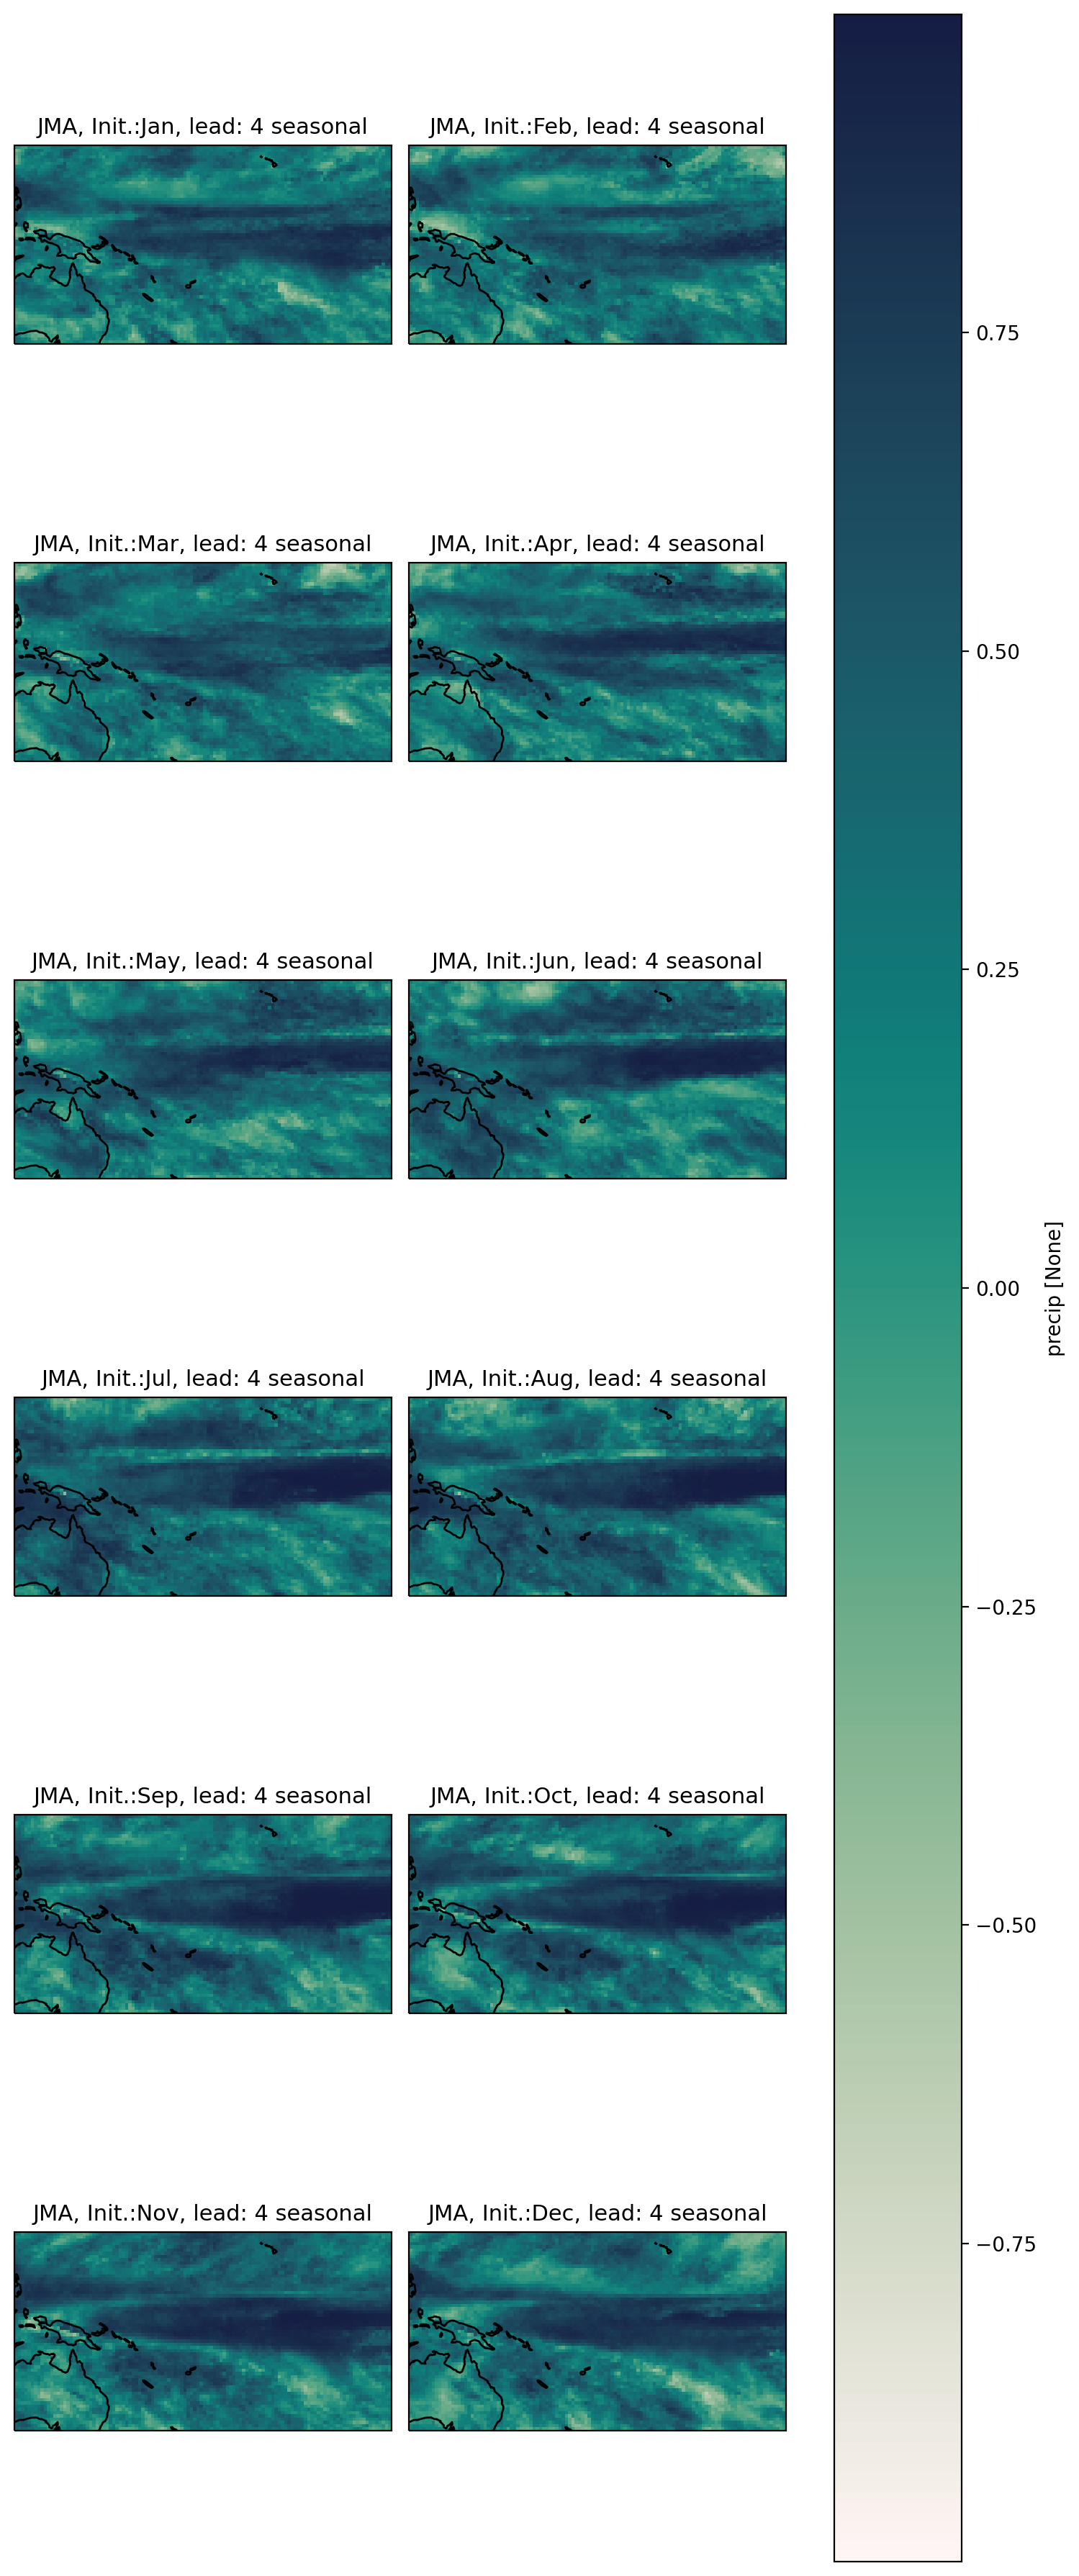 JMA, Init.:Jan, lead: 4 seasonal
JMA, Init.:Feb, lead: 4 seasonal
JMA, Init.:Mar, lead: 4 seasonal
JMA, Init.:Apr, lead: 4 seasonal
JMA, Init.:May, lead: 4 seasonal
JMA, Init.:Jun, lead: 4 seasonal
JMA, Init.:Jul, lead: 4 seasonal
JMA, Init.:Aug, lead: 4 seasonal
JMA, Init.:Sep, lead: 4 seasonal
JMA, Init.:Oct, lead: 4 seasonal
JMA, Init.:Nov, lead: 4 seasonal
JMA, Init.:Dec, lead: 4 seasonal
0.75
0.50
0.25
0.00
−0.25
−0.50
−0.75
precip [None]